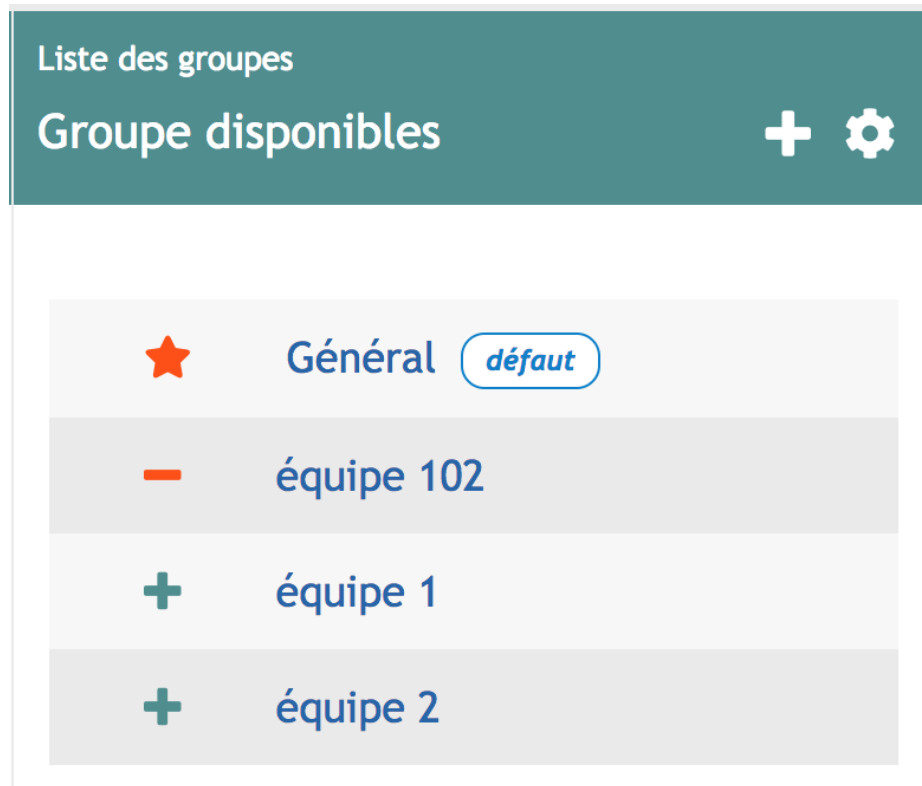 Liste des groupes
Groupe disponibles
Général défaut
équipe 102
équipe 1
équipe 2